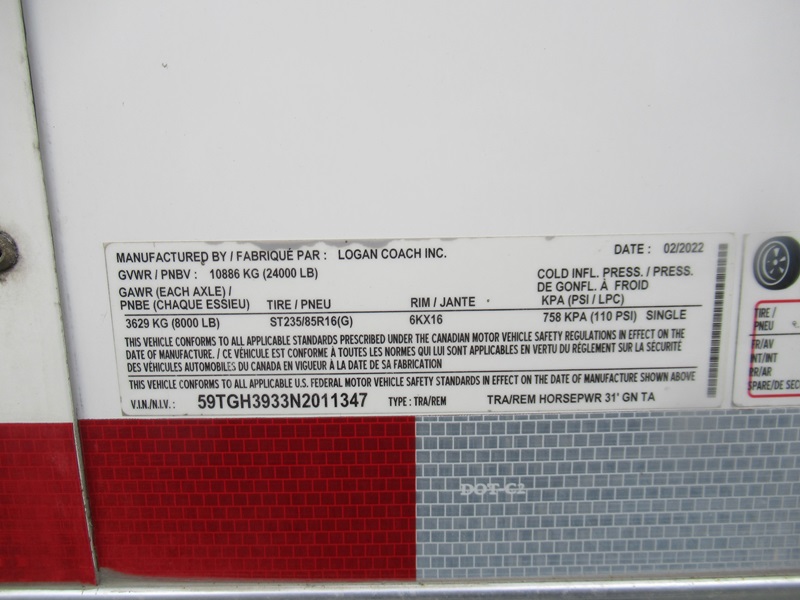 MANUFACTURED BY / FABRIQUÉ PAR : LOGAN COACH INC. DATE : 02/2022
GVWR / PNBV : 10886 KG (24000 LB)
GAWR (EACH AXLE) /
PNBE (CHAQUE ESSIEU) TIRE / PNEU RIM / JANTE
COLD INFL. PRESS. / PRESS.
DE GONFL. À FROID
KPA (PSI / LPC)
3629 KG (8000 LB) ST235/85R16(G) 6KX16 758 KPA (110 PSI) SINGLE
THIS VEHICLE CONFORMS TO ALL APPLICABLE STANDARDS PRESCRIBED UNDER THE CANADIAN MOTOR VEHICLE SAFETY REGULATIONS IN EFFECT ON THE
DATE OF MANUFACTURE. / CE VÉHICULE EST CONFORME À TOUTES LES NORMES QUI LUI SONT APPLICABLES EN VERTU DU RÉGLEMENT SUR LA SÉCURITÉ
DES VÉHICULES AUTOMOBILES DU CANADA EN VIGUEUR À LA DATE DE SA FABRICATION
THIS VEHICLE CONFORMS TO ALL APPLICABLE U.S. FEDERAL MOTOR VEHICLE SAFETY STANDARDS IN EFFECT ON THE DATE OF MANUFACTURE SHOWN ABOVE
V.I.N./N.I.V. : 59TGH3933N2011347 TYPE : TRA/REM TRA/REM HORSEPWR 31' GN TA
TIRE /
PNEU
FR/AV
INT/INT
RR/AR
SPARE/DE SEC
DOT-C2